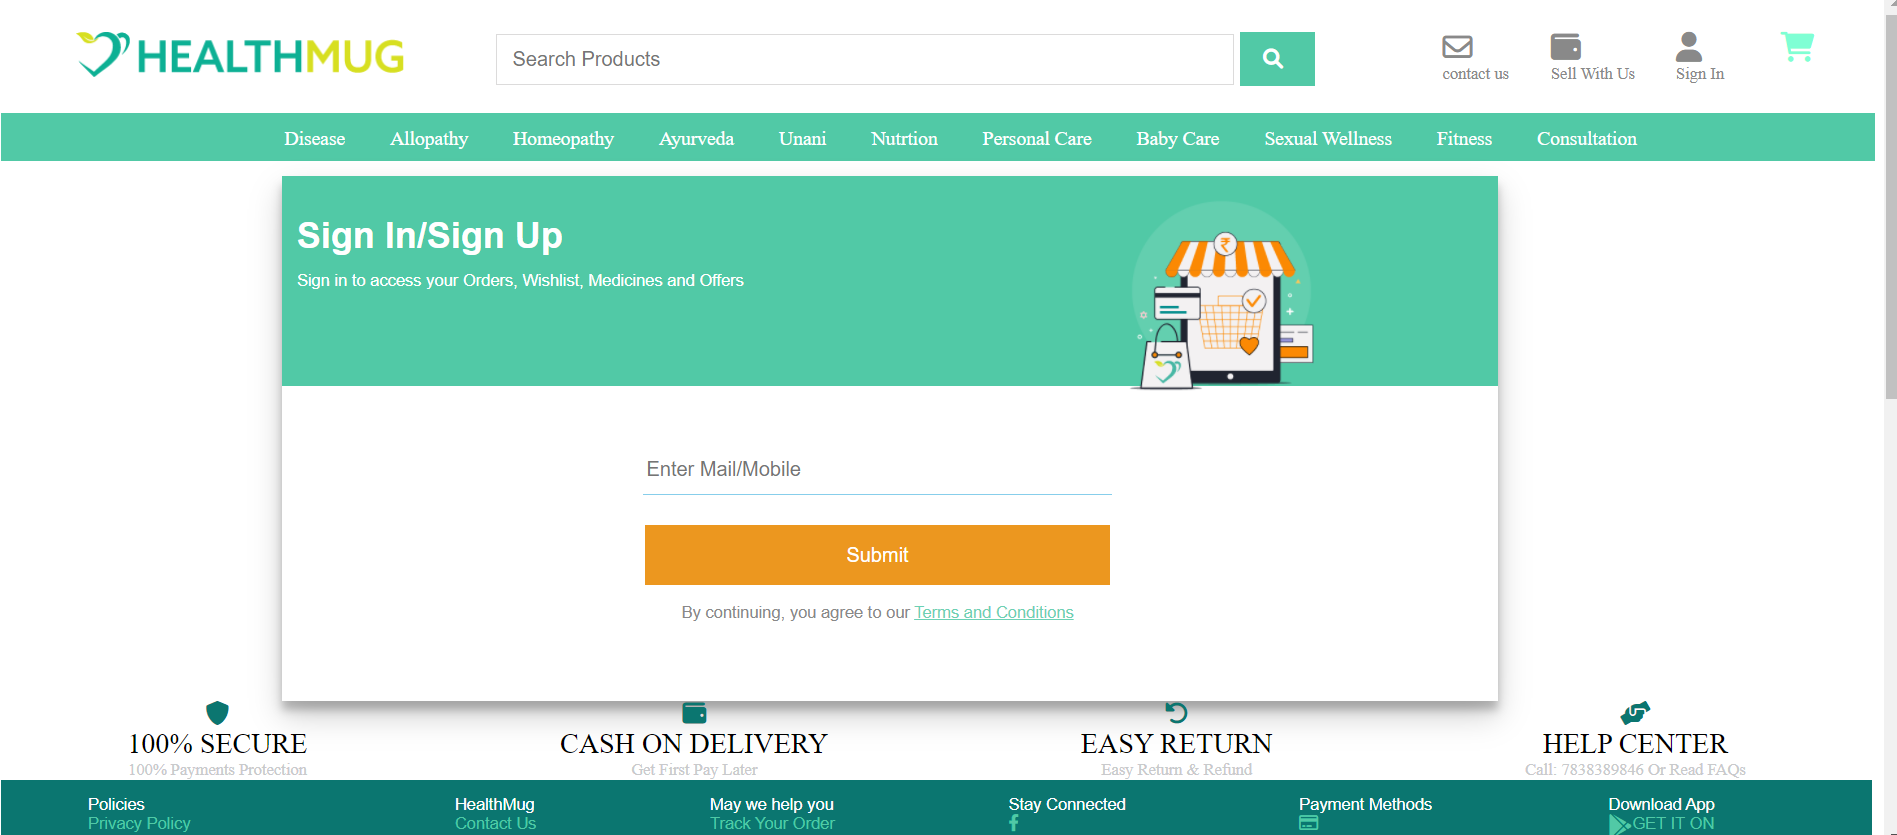 HEALTHMUG
Search Products
contact us
Sell With Us
Sign In
Disease Allopathy Homeopathy Ayurveda Unani Nutrtion Personal Care Baby Care Sexual Wellness Fitness Consultation
Sign In/Sign Up
Sign in to access your Orders, Wishlist, Medicines and Offers
₹
Enter Mail/Mobile
Submit
By continuing, you agree to our Terms and Conditions
100% SECURE
100% Payments Protection
CASH ON DELIVERY
Get First Pay Later
EASY RETURN
Easy Return & Refund
HELP CENTER
Call: 7838389846 Or Read FAQs
Policies
Privacy Policy
HealthMug
Contact Us
May we help you
Track Your Order
Stay Connected
Payment Methods
Download App
GET IT ON